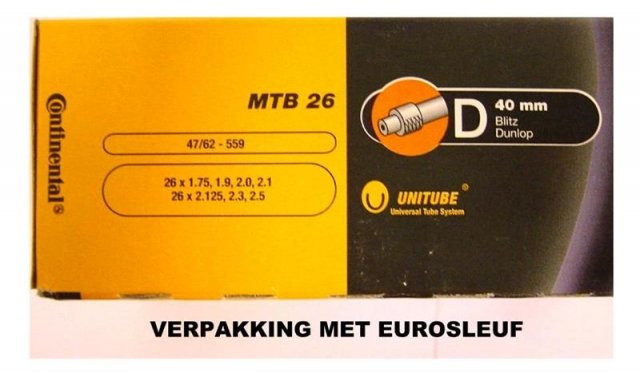 Continental®
MTB 26
47/62 - 559
26 x 1.75, 1.9, 2.0, 2.1
26 x 2.125, 2.3, 2.5
D
40 mm
Blitz
Dunlop
UNITUBE®
Universal Tube System
VERPAKKING MET EUROSLEUF